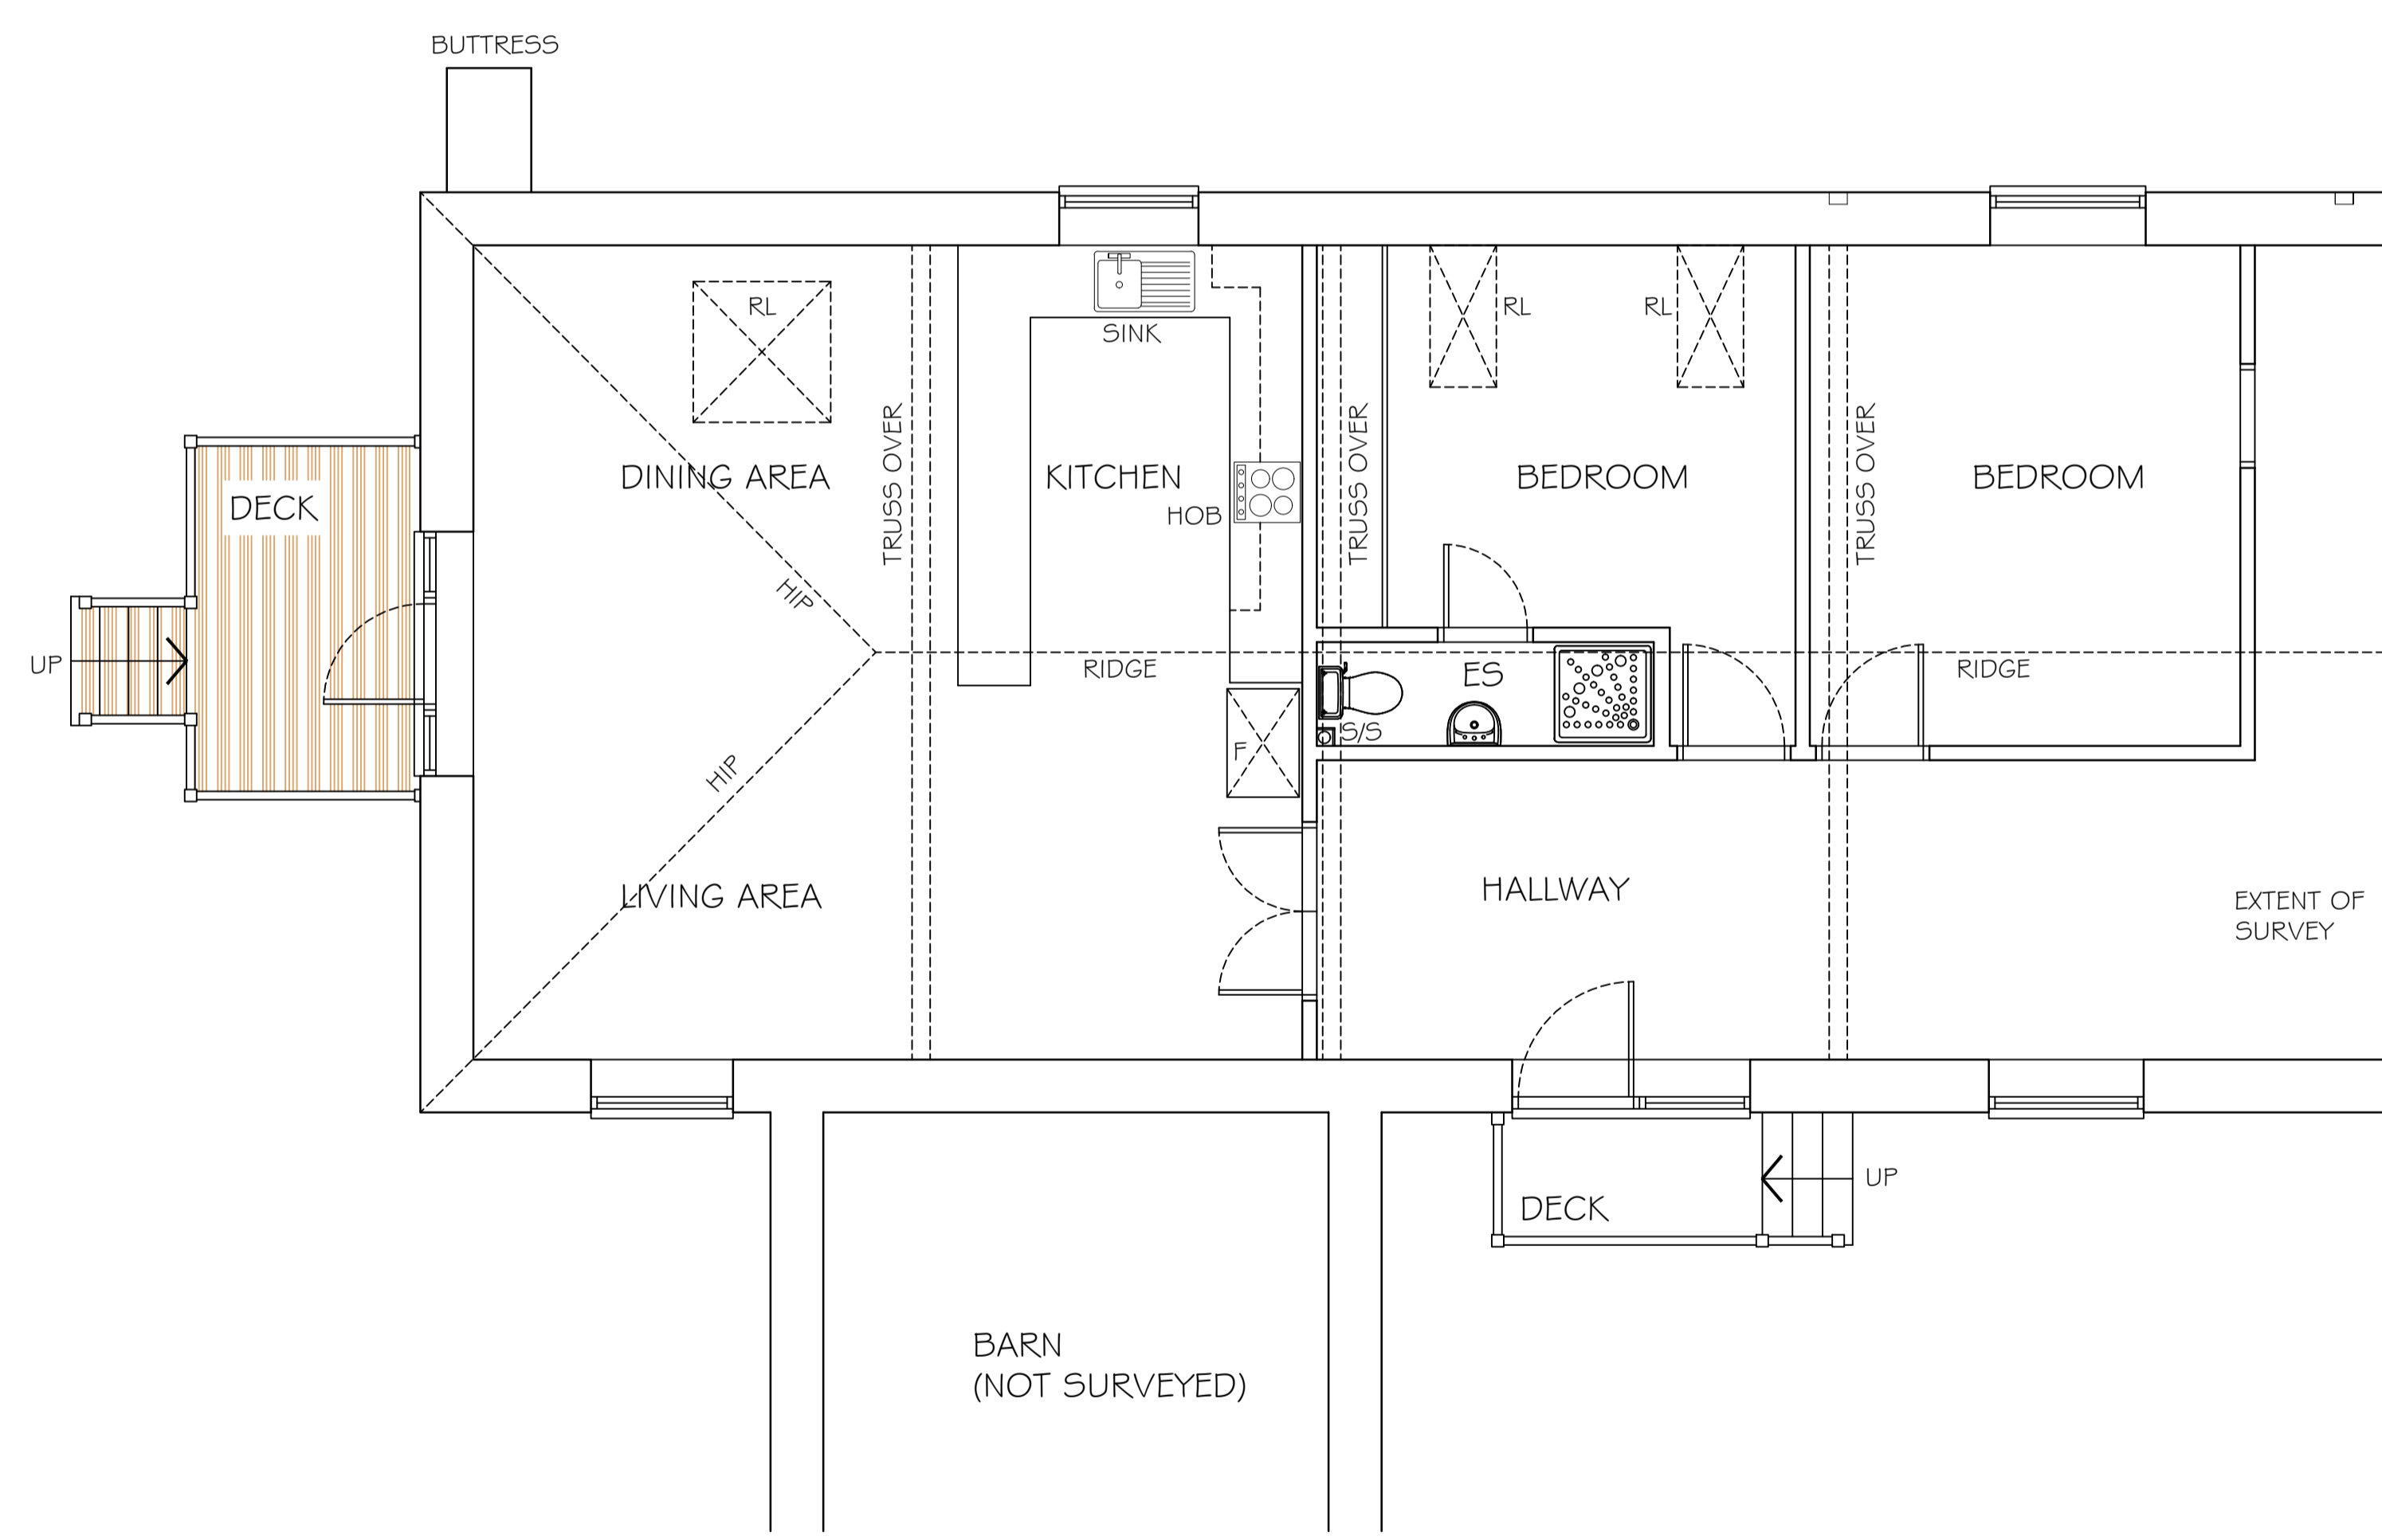 BUTTRESS
RL
RL
RL
SINK
TRUSS OVER
TRUSS OVER
TRUSS OVER
DINING AREA
KITCHEN
BEDROOM
BEDROOM
DECK
HOB
HIP
UP
RIDGE
ES
RIDGE
S/S
F
HIP
LIVING AREA
HALLWAY
EXTENT OF
SURVEY
UP
DECK
BARN
(NOT SURVEYED)